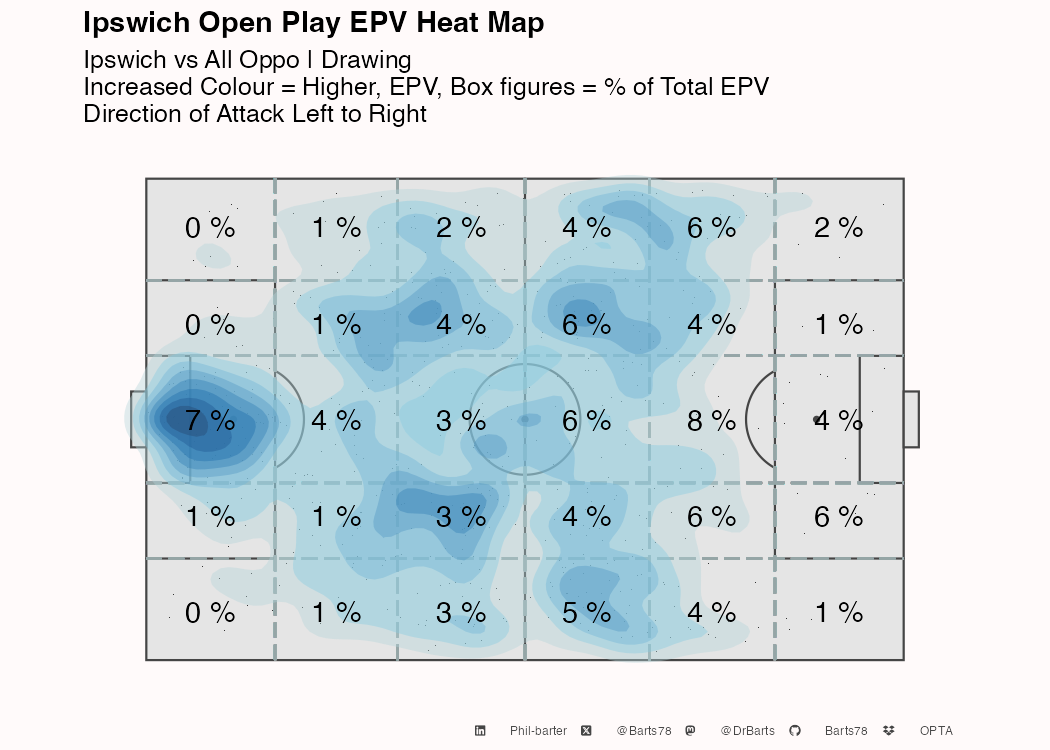 Ipswich Open Play EPV Heat Map
Ipswich vs All Oppo | Drawing
Increased Colour = Higher, EPV, Box figures = % of Total EPV
Direction of Attack Left to Right
0 % 1 % 2 % 4 % 6 % 2 %
0 % 1 % 4 % 6 % 4 % 1 %
7 % 4 % 3 % 6 % 8 % 4 %
1 % 1 % 3 % 4 % 6 % 6 %
0 % 1 % 3 % 5 % 4 % 1 %
Phil-barter @Barts78 @DrBarts Barts78 OPTA